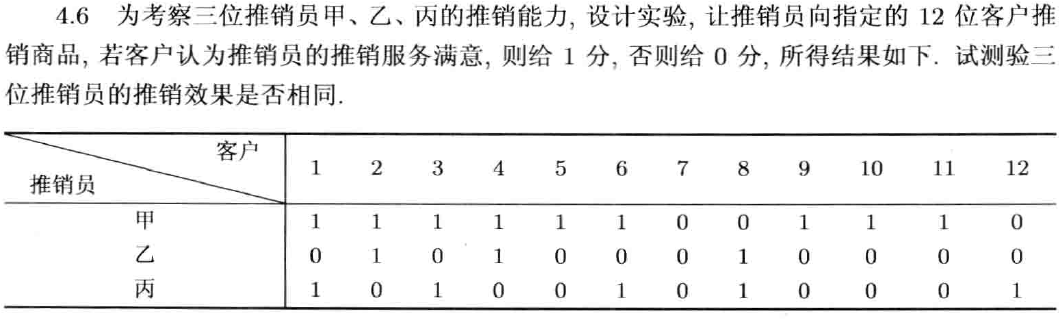 4.6 为考察三位推销员甲、乙、丙的推销能力, 设计实验, 让推销员向指定的 12 位客户推
销商品, 若客户认为推销员的推销服务满意, 则给 1 分, 否则给 0 分, 所得结果如下. 试测验三
位推销员的推销效果是否相同.
客户
推销员 1 2 3 4 5 6 7 8 9 10 11 12
甲 1 1 1 1 1 1 0 0 1 1 1 0
乙 0 1 0 1 0 0 0 1 0 0 0 0
丙 1 0 1 0 0 1 0 1 0 0 0 1